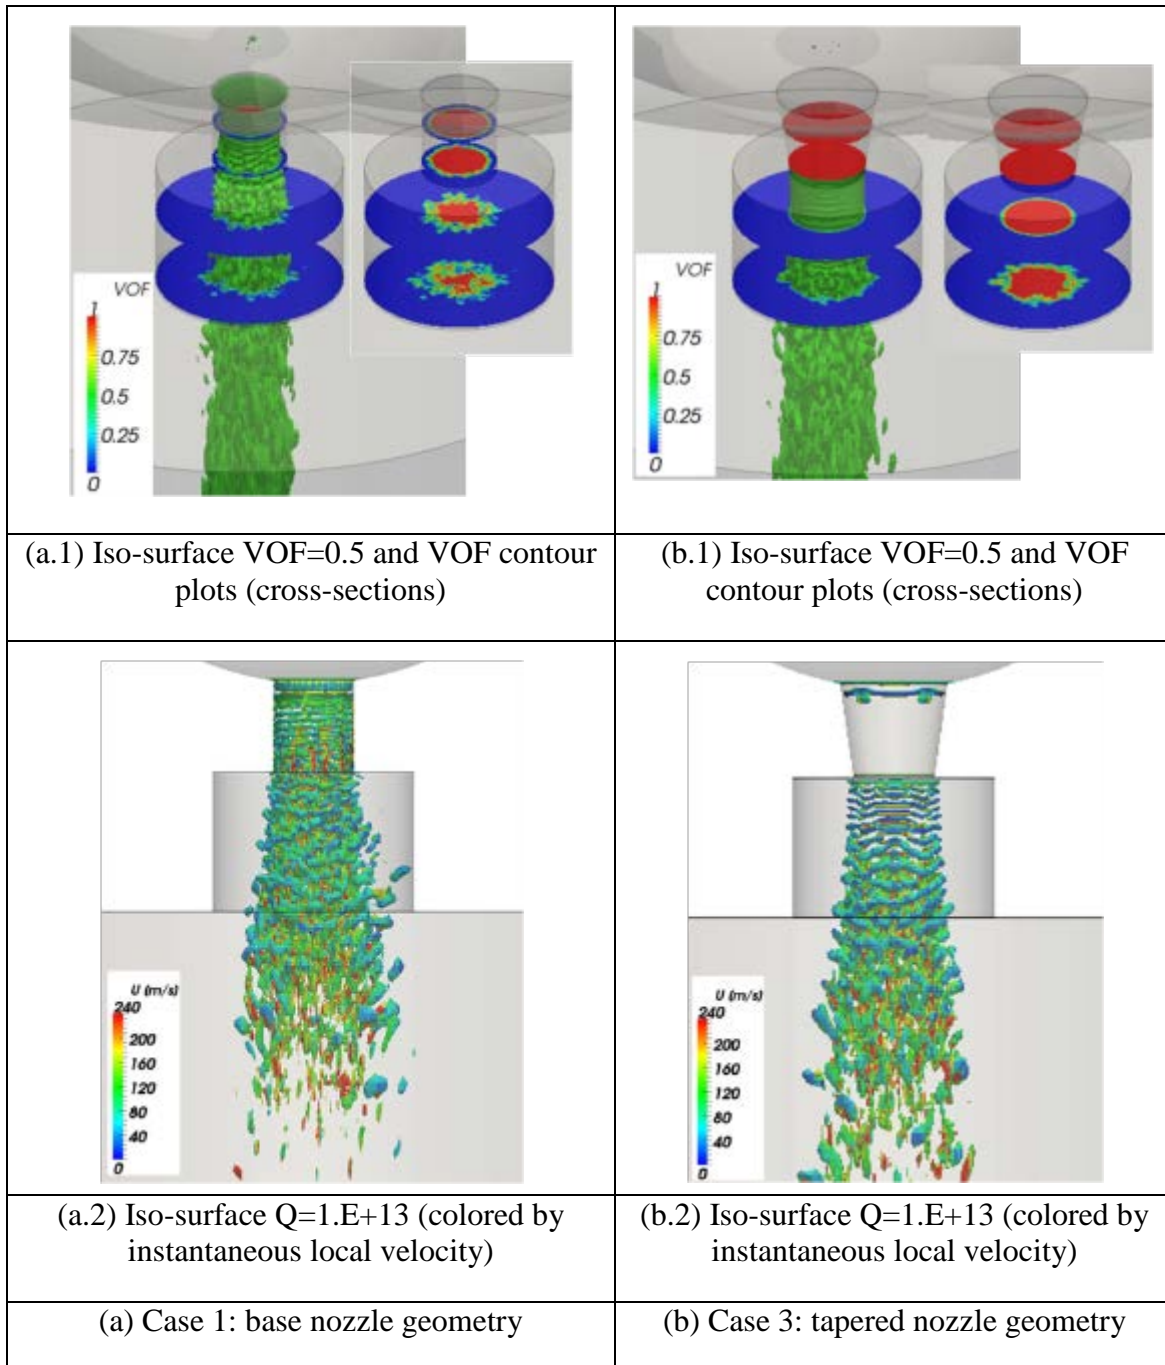 VOF
1
0.75
0.5
0.25
0
VOF
1
0.75
0.5
0.25
0
(a.1) Iso-surface VOF=0.5 and VOF contour
plots (cross-sections)
(b.1) Iso-surface VOF=0.5 and VOF
contour plots (cross-sections)
U (m/s)
240
200
160
120
80
40
0
U (m/s)
240
200
160
120
80
40
0
(a.2) Iso-surface Q=1.E+13 (colored by
instantaneous local velocity)
(b.2) Iso-surface Q=1.E+13 (colored by
instantaneous local velocity)
(a) Case 1: base nozzle geometry
(b) Case 3: tapered nozzle geometry